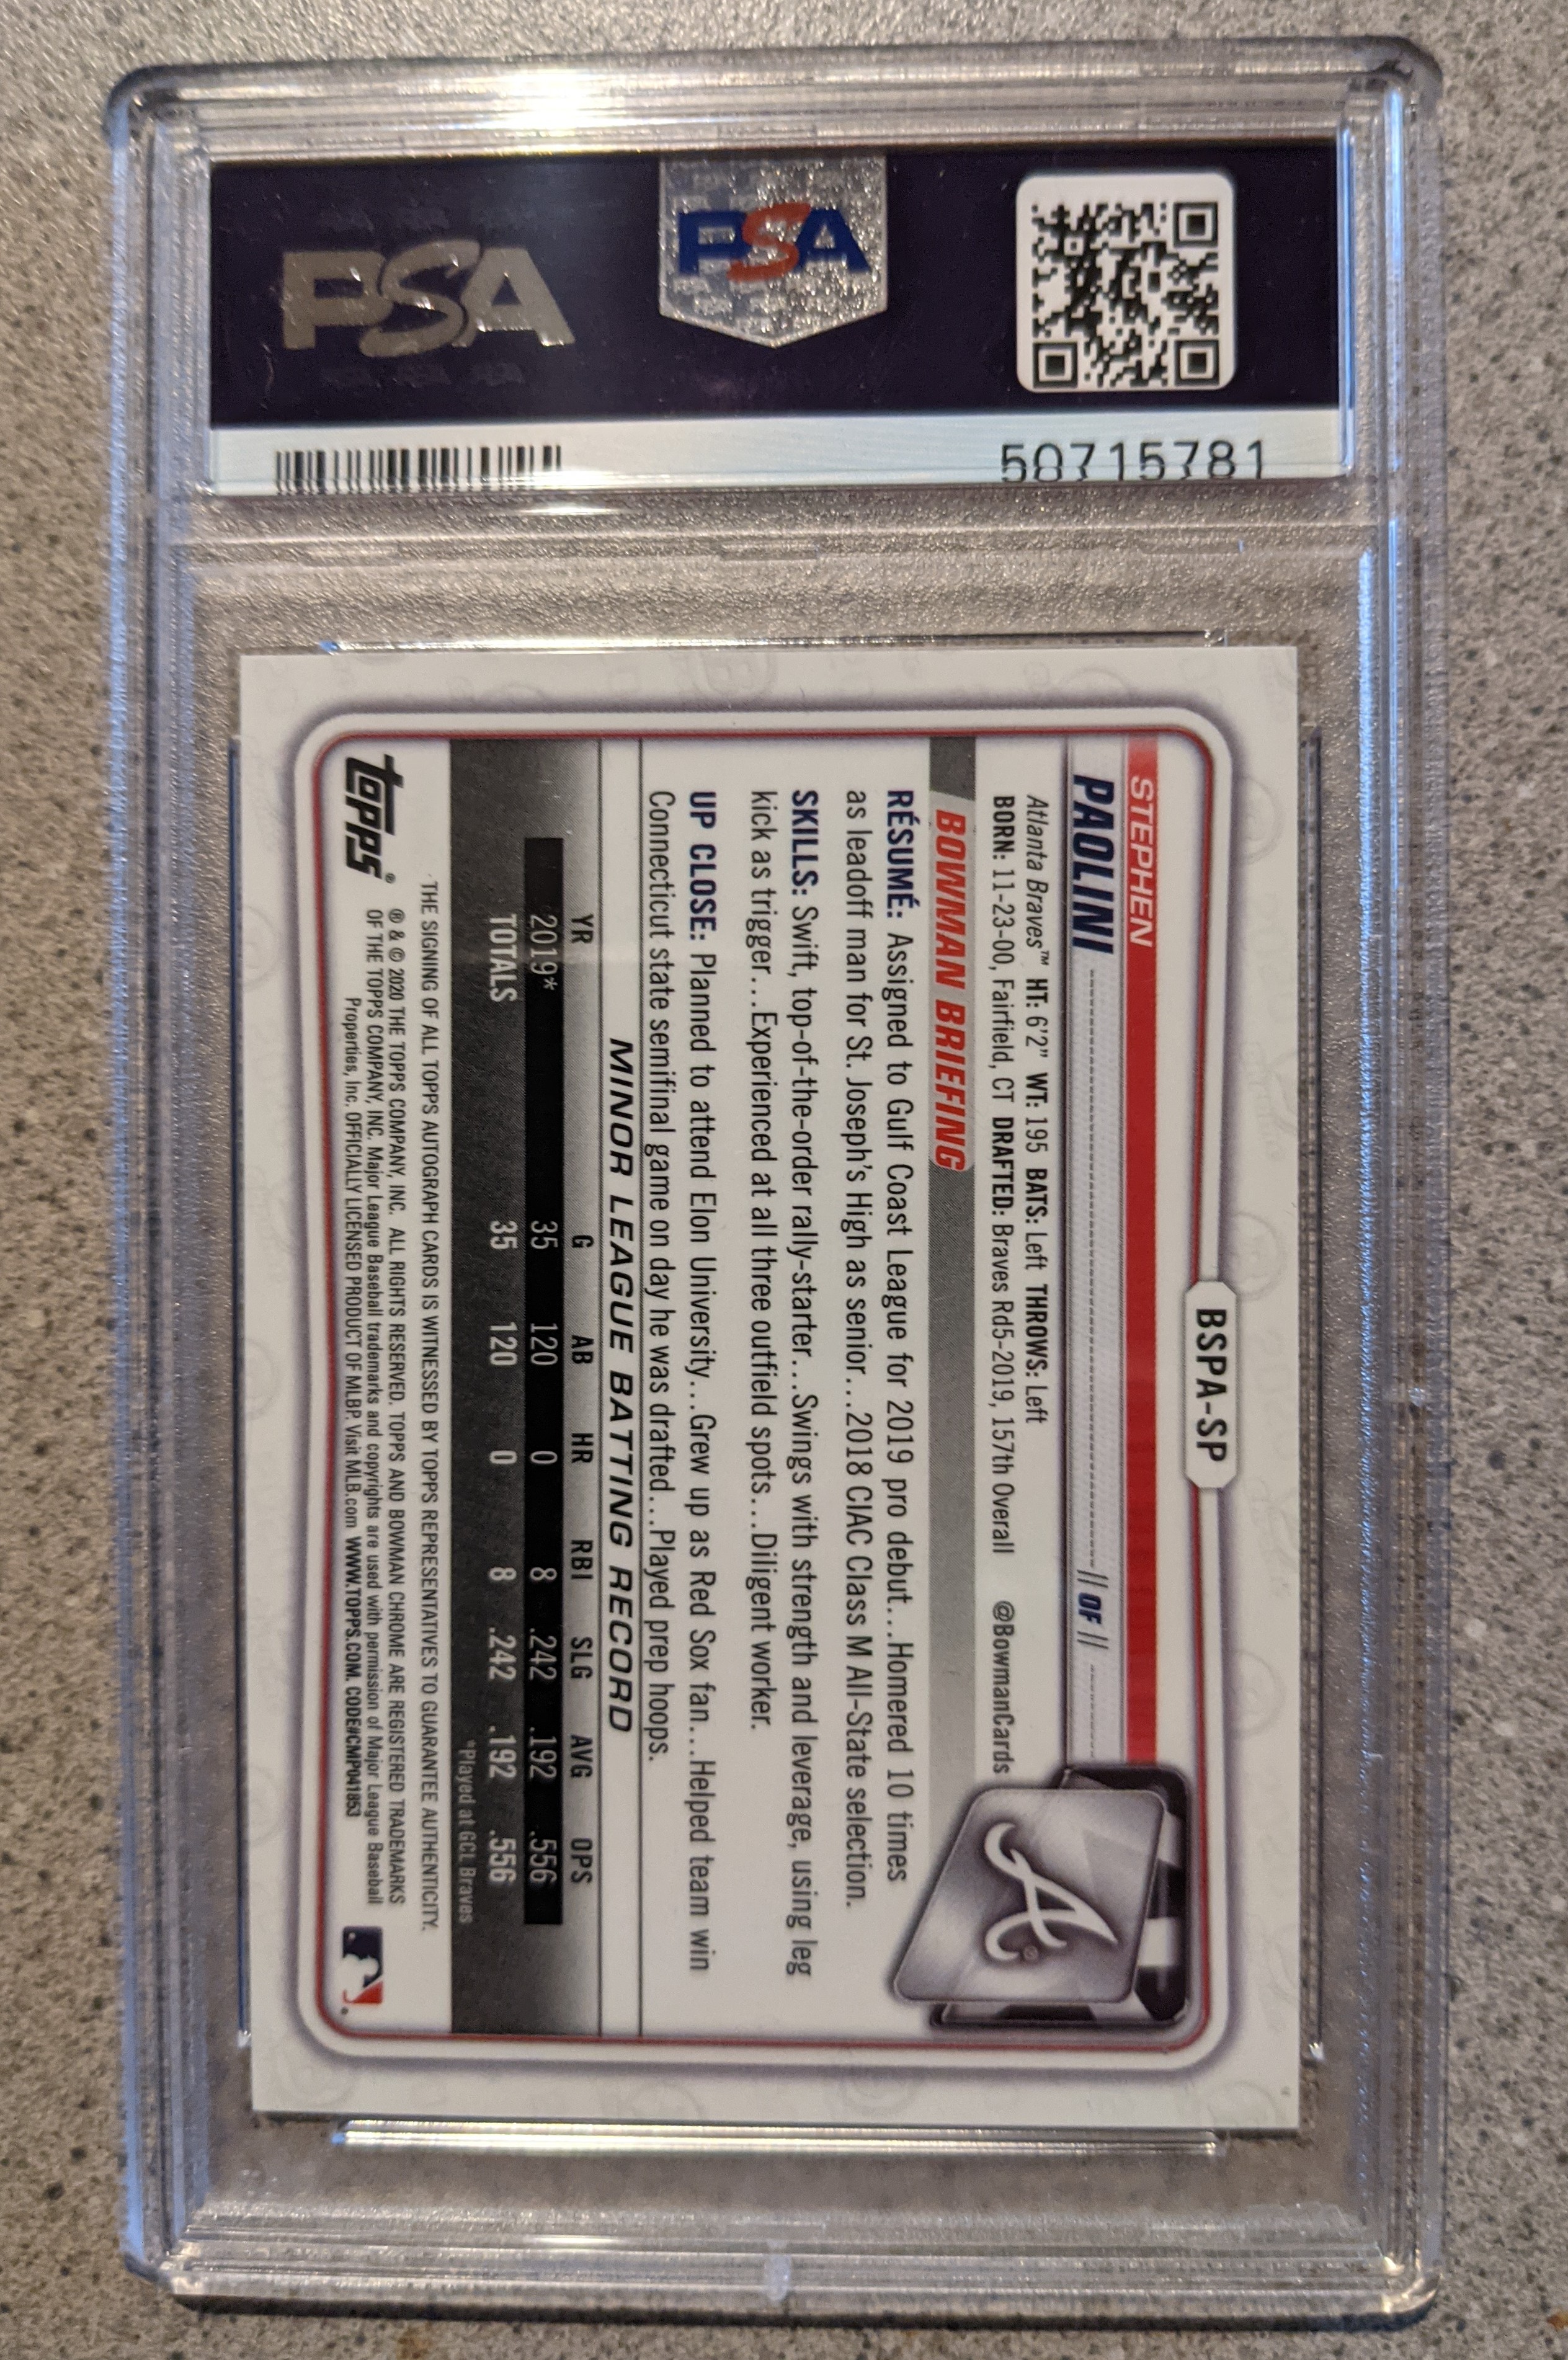 PSA
PSA
50715781
BSPA-SP
STEPHEN
PAOLINI
// OF //
Atlanta Braves™ HT: 6'2" WT: 195 BATS: Left THROWS: Left
BORN: 11-23-00, Fairfield, CT DRAFTED: Braves Rd5-2019, 157th Overall @BowmanCards
BOWMAN BRIEFING
RÉSUMÉ: Assigned to Gulf Coast League for 2019 pro debut...Homered 10 times
as leadoff man for St. Joseph's High as senior...2018 CIAC Class M All-State selection.
SKILLS: Swift, top-of-the-order rally-starter...Swings with strength and leverage, using leg
kick as trigger...Experienced at all three outfield spots...Diligent worker.
UP CLOSE: Planned to attend Elon University...Grew up as Red Sox fan...Helped team win
Connecticut state semifinal game on day he was drafted...Played prep hoops.
MINOR LEAGUE BATTING RECORD
YR G AB HR RBI SLG AVG OPS
2019* 35 120 0 8 .242 .192 .556
TOTALS 35 120 0 8 .242 .192 .556
*Played at GCL Braves
THE SIGNING OF ALL TOPPS AUTOGRAPH CARDS IS WITNESSED BY TOPPS REPRESENTATIVES TO GUARANTEE AUTHENTICITY.
® & © 2020 THE TOPPS COMPANY, INC. ALL RIGHTS RESERVED. TOPPS AND BOWMAN CHROME ARE REGISTERED TRADEMARKS
OF THE TOPPS COMPANY, INC. Major League Baseball trademarks and copyrights are used with permission of Major League Baseball
Properties, Inc. OFFICIALLY LICENSED PRODUCT OF MLBP. Visit MLB.com WWW.TOPPS.COM. CODE#CMP041853
topps®
A®